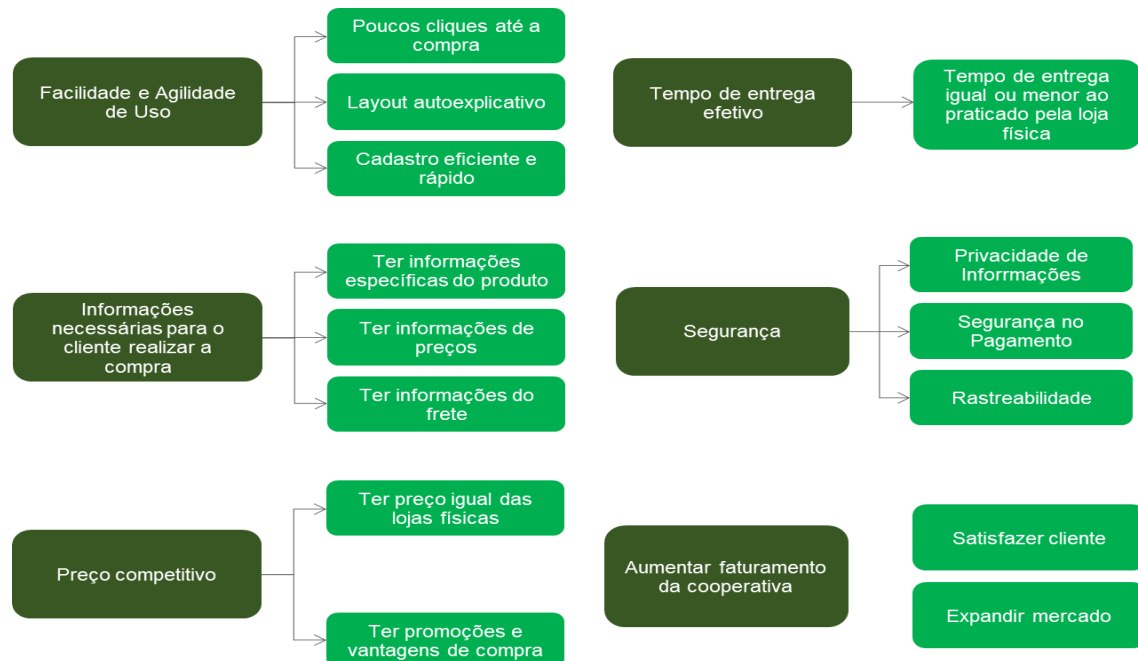 Facilidade e Agilidade
de Uso
Poucos cliques até a
compra
Layout autoexplicativo
Cadastro eficiente e
rápido
Tempo de entrega
efetivo
Tempo de entrega
igual ou menor ao
praticado pela loja
física
Informações
necessárias para o
cliente realizar a
compra
Ter informações
específicas do produto
Ter informações de
preços
Ter informações do
frete
Segurança
Privacidade de
Inforrmações
Segurança no
Pagamento
Rastreabilidade
Preço competitivo
Ter preço igual das
lojas físicas
Ter promoções e
vantagens de compra
Aumentar faturamento
da cooperativa
Satisfazer cliente
Expandir mercado